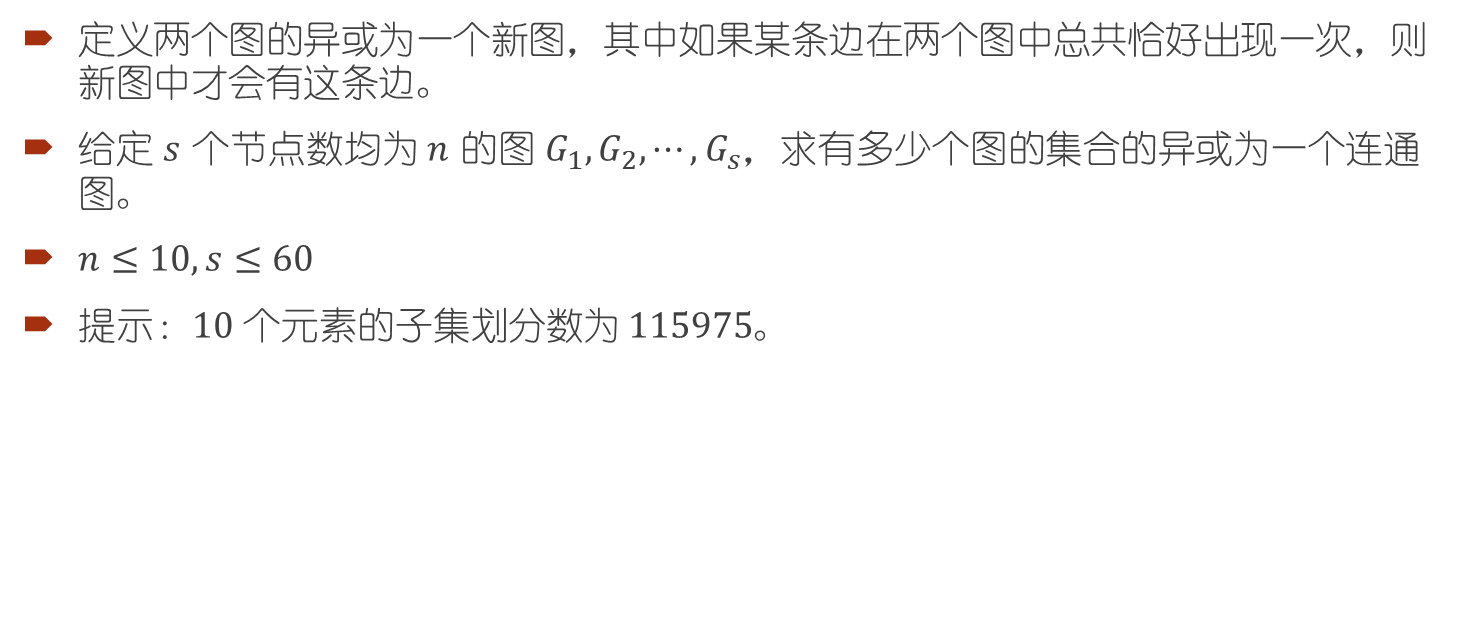 定义两个图的异或为一个新图，其中如果某条边在两个图中总共恰好出现一次，则
新图中才会有这条边。
给定 s 个节点数均为 n 的图 G₁, G₂, ⋯ , Gₛ，求有多少个图的集合的异或为一个连通
图。
n ≤ 10, s ≤ 60
提示：10 个元素的子集划分数为 115975。